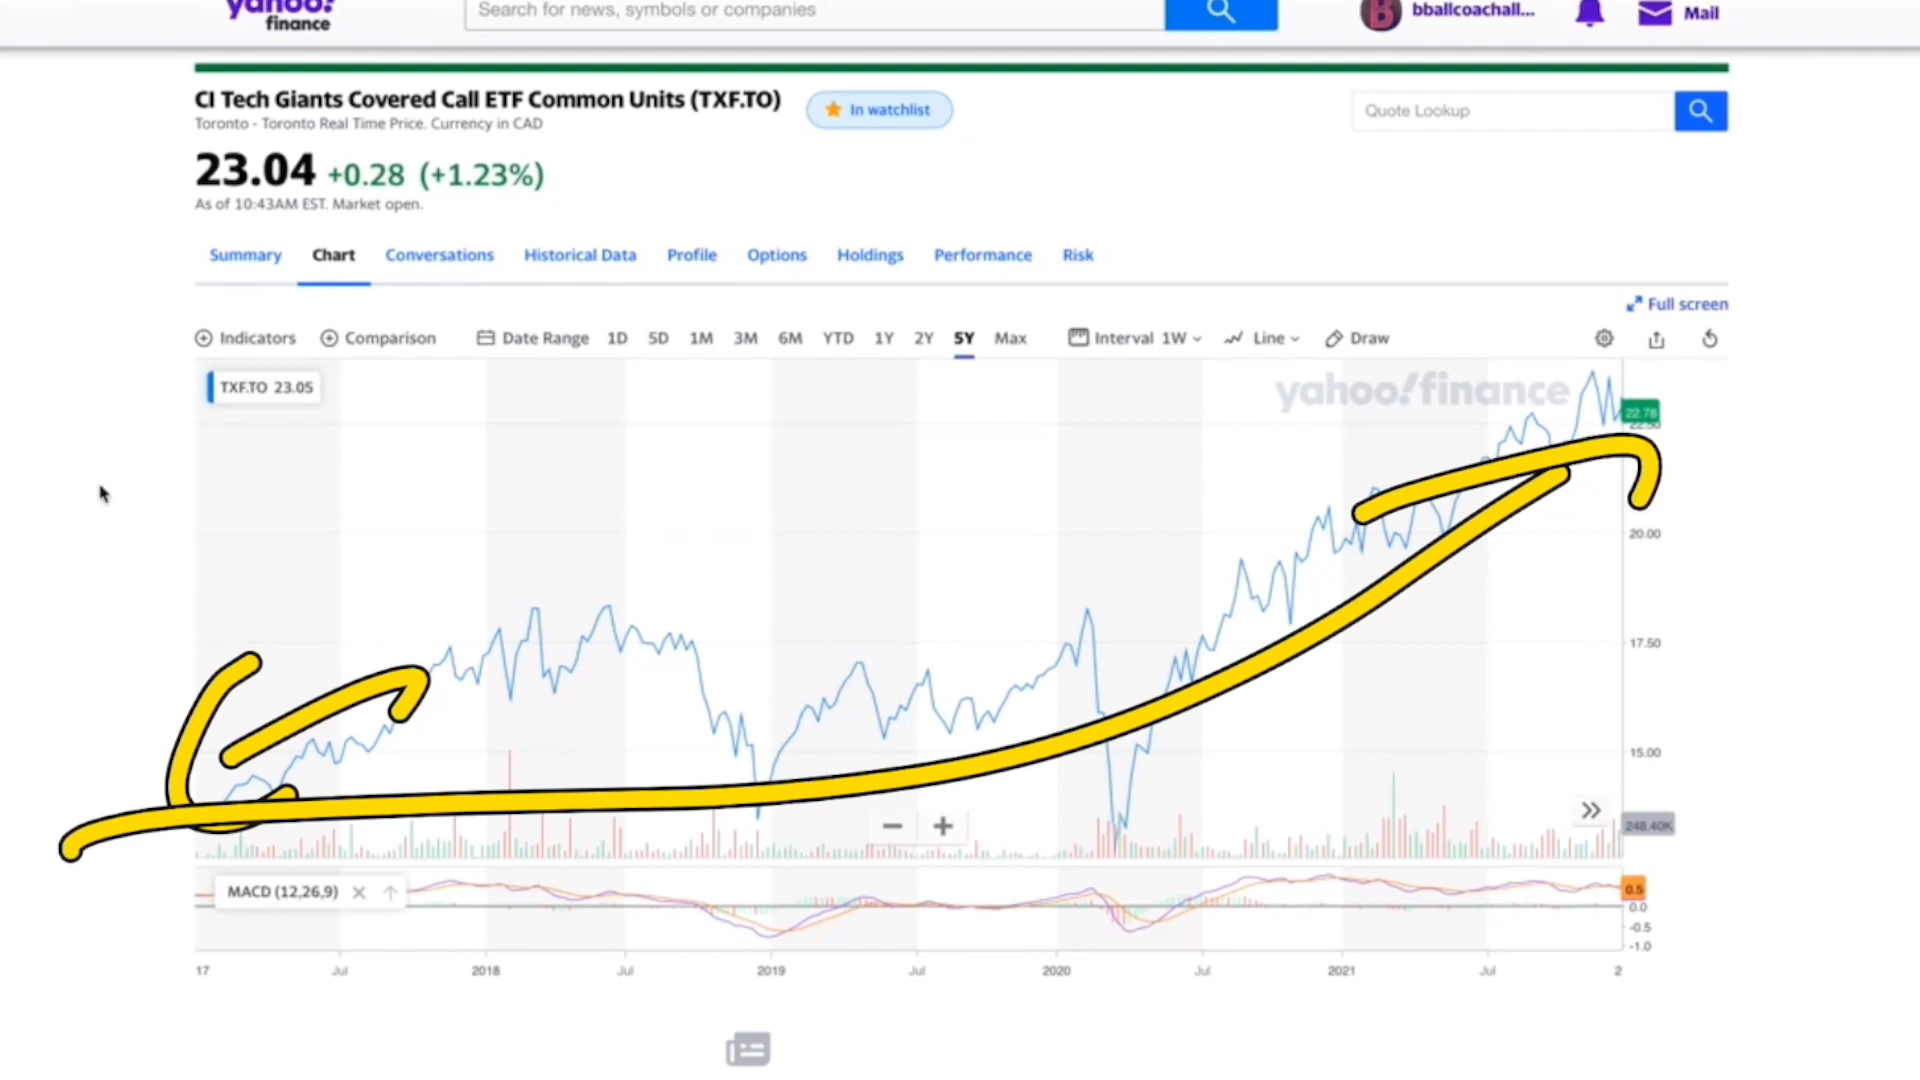 yahoo!
finance
Search for news, symbols or companies
bballcoachall...
Mail
CI Tech Giants Covered Call ETF Common Units (TXF.TO)
In watchlist
Quote Lookup
Toronto - Toronto Real Time Price. Currency in CAD
23.04 +0.28 (+1.23%)
As of 10:43AM EST. Market open.
Summary Chart Conversations Historical Data Profile Options Holdings Performance Risk
Full screen
Indicators Comparison Date Range 1D 5D 1M 3M 6M YTD 1Y 2Y 5Y Max Interval 1W Line Draw
TXF.TO 23.05
yahoo!finance
22.78
22.50
20.00
17.50
15.00
248.40K
MACD (12,26,9)
0.5
0.0
-0.5
-1.0
17 Jul 2018 Jul 2019 Jul 2020 Jul 2021 Jul 2